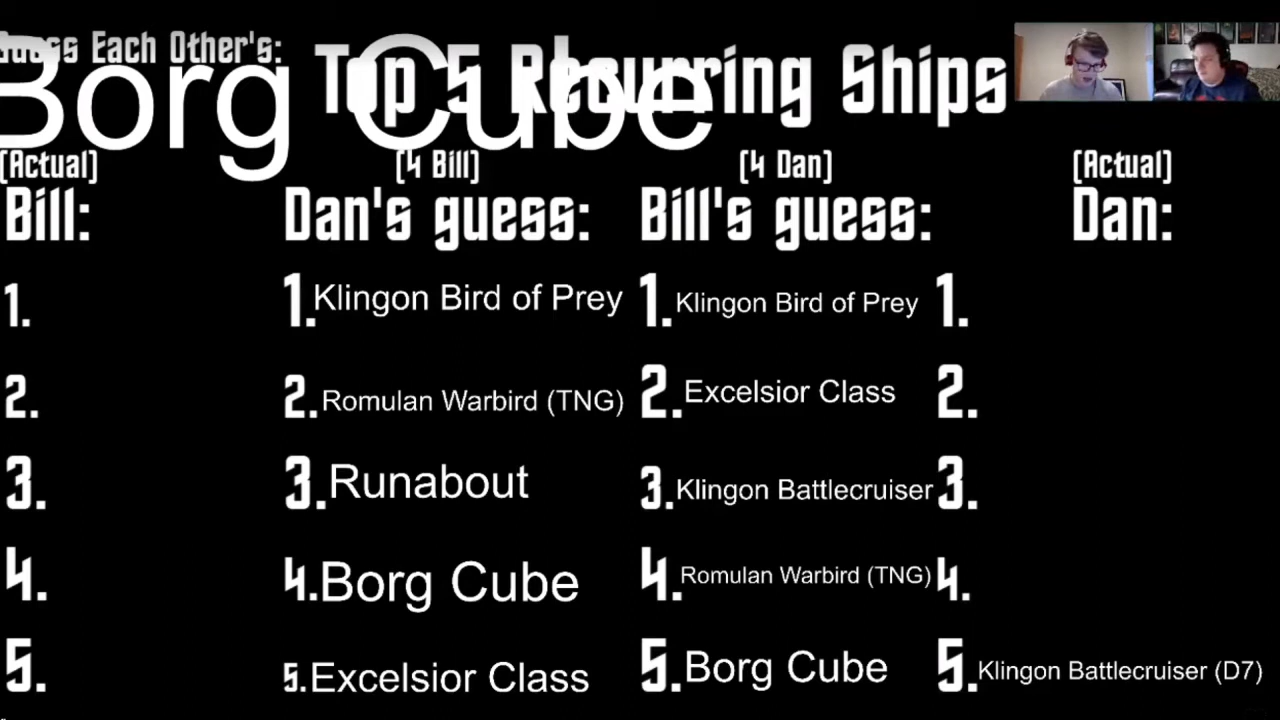 Guess Each Other's:
Top 5 Recurring Ships
Borg Cube
(Actual)
Bill:
1.
2.
3.
4.
5.
(4 Bill)
Dan's guess:
1. Klingon Bird of Prey
2. Romulan Warbird (TNG)
3. Runabout
4. Borg Cube
5. Excelsior Class
(4 Dan)
Bill's guess:
1. Klingon Bird of Prey
2. Excelsior Class
3. Klingon Battlecruiser
4. Romulan Warbird (TNG)
5. Borg Cube
(Actual)
Dan:
1.
2.
3.
4.
5. Klingon Battlecruiser (D7)